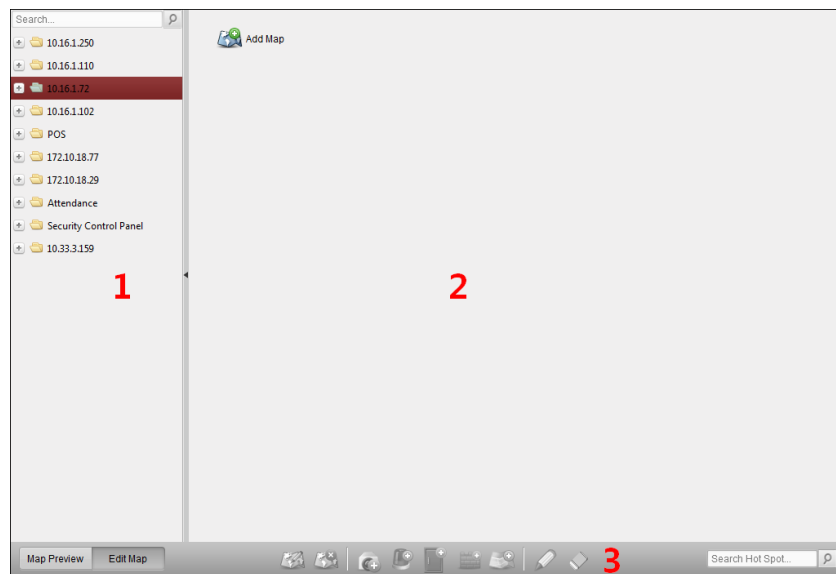 Search...
10.16.1.250
10.16.1.110
10.16.1.72
10.16.1.102
POS
172.10.18.77
172.10.18.29
Attendance
Security Control Panel
10.33.3.159
1
Add Map
2
Map Preview
Edit Map
3
Search Hot Spot...